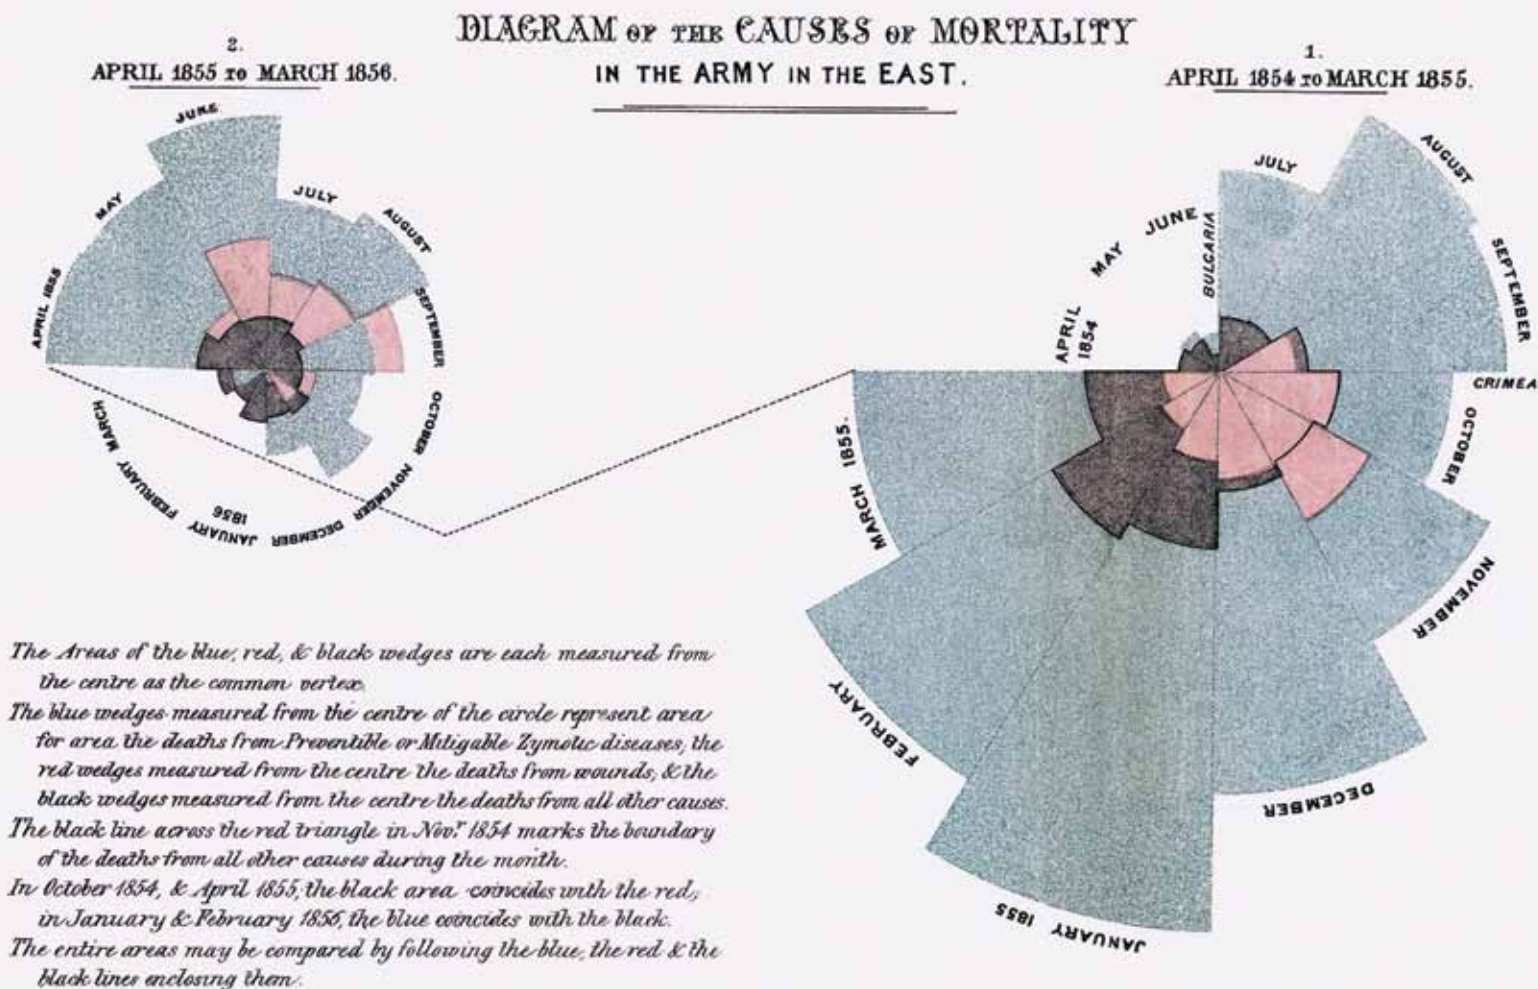 DIAGRAM OF THE CAUSES OF MORTALITY
IN THE ARMY IN THE EAST.
2.
APRIL 1855 TO MARCH 1856.
JUNE
MAY
JULY
AUGUST
APRIL 1855
SEPTEMBER
OCTOBER
NOVEMBER
DECEMBER
JANUARY
1856
FEBRUARY
MARCH
1.
APRIL 1854 TO MARCH 1855.
JULY
AUGUST
JUNE
BULGARIA
MAY
SEPTEMBER
APRIL
1854
CRIMEA
OCTOBER
MARCH 1855.
NOVEMBER
FEBRUARY
DECEMBER
JANUARY 1855
The Areas of the blue, red, & black wedges are each measured from
the centre as the common vertex.
The blue wedges measured from the centre of the circle represent area
for area the deaths from Preventible or Mitigable Zymotic diseases, the
red wedges measured from the centre the deaths from wounds, & the
black wedges measured from the centre the deaths from all other causes.
The black line across the red triangle in Novr. 1854 marks the boundary
of the deaths from all other causes during the month.
In October 1854, & April 1855, the black area coincides with the red,
in January & February 1856, the blue coincides with the black.
The entire areas may be compared by following the blue, the red & the
black lines enclosing them.